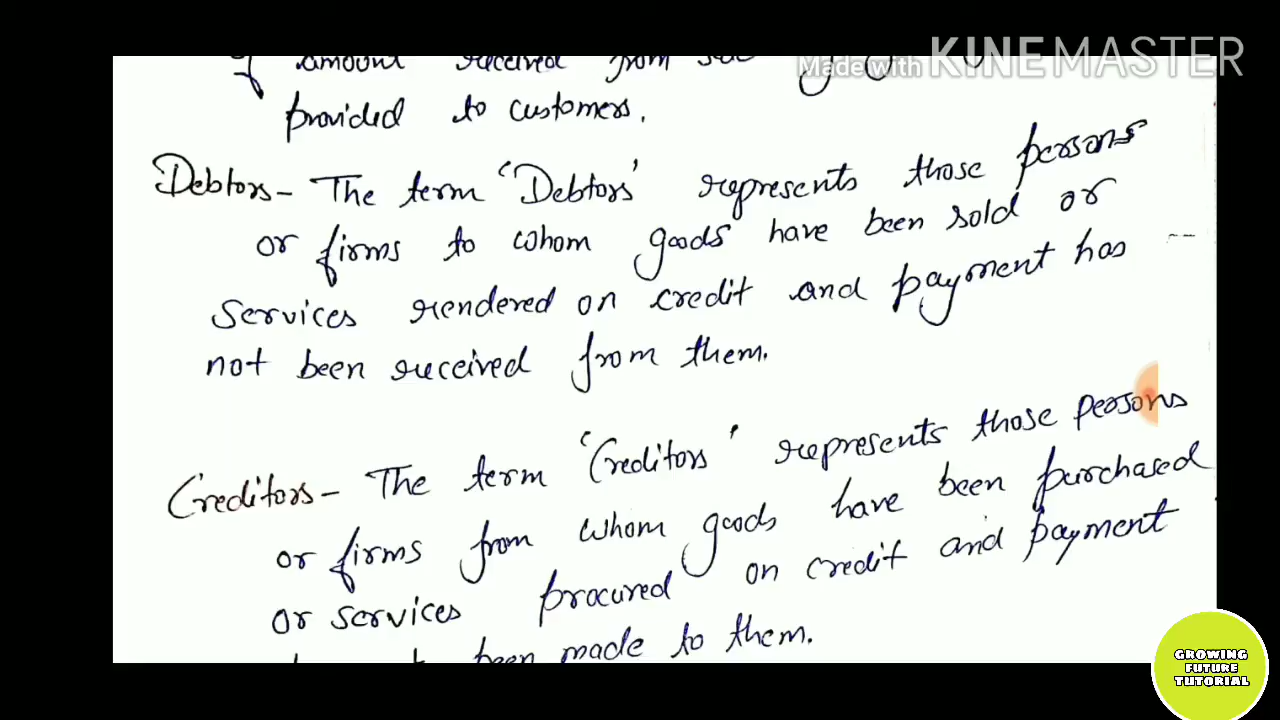 Made with KINEMASTER
amount received from
provided to customers.
Debtors - The term 'Debtors' represents those persons
or firms to whom goods have been sold or
services rendered on credit and payment has
not been received from them.
Creditors - The term 'Creditors' represents those persons
or firms from whom goods have been purchased
or services procured on credit and payment
been made to them.
GROWING
FUTURE
TUTORIAL